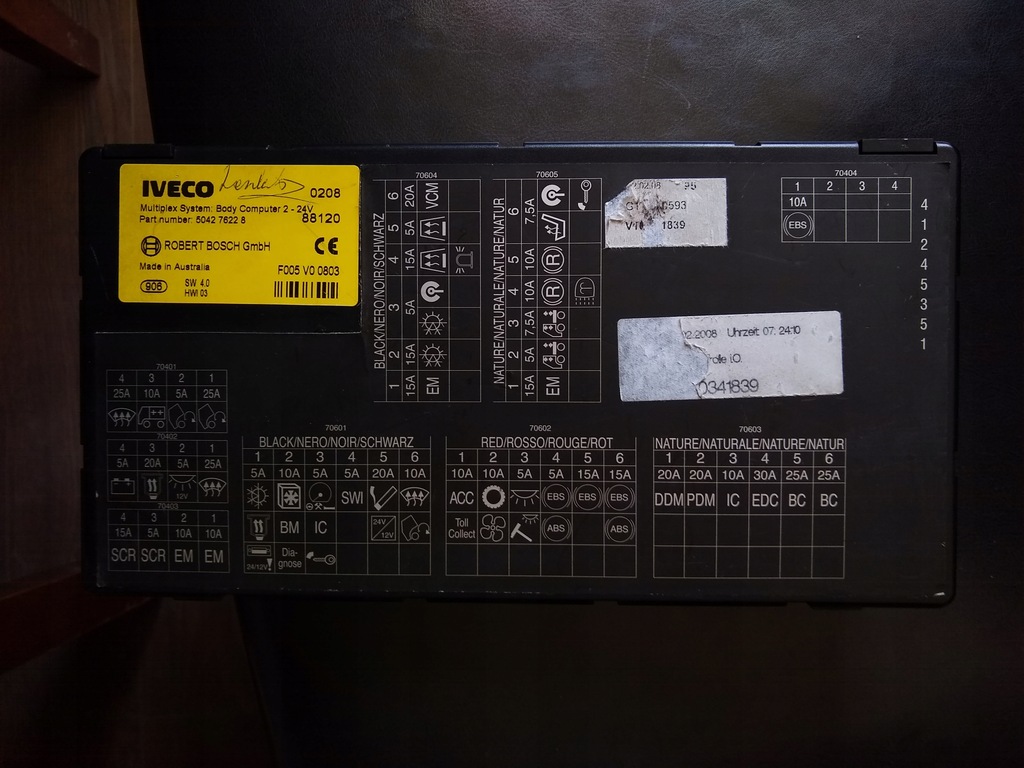 IVECO 0208
Multiplex System: Body Computer 2 - 24V 88120
Part number: 5042 7622 8
ROBERT BOSCH GmbH CE
Made in Australia F005 V0 0803
906 SW 4.0
HWI 03
70604
BLACK/NERO/NOIR/SCHWARZ
6 20A VCM
5 5A
4 15A
3 5A
2 15A
1 15A EM
70605
NATURE/NATURALE/NATURE/NATUR
6 7.5A
5 10A R
4 10A R
3 7.5A
2 5A
1 15A EM
1839
70404
1 2 3 4
10A
EBS
4
1
2
4
5
3
5
1
2.2008 Uhrzeit 07: 24:10
i.O.
0341839
70401
4 3 2 1
25A 10A 5A 25A
70402
4 3 2 1
5A 20A 5A 25A
12V
70403
4 3 2 1
15A 5A 10A 10A
SCR SCR EM EM
70601
BLACK/NERO/NOIR/SCHWARZ
1 2 3 4 5 6
5A 10A 5A 5A 20A 10A
SWI
BM IC 24V/12V
24/12V! Dia-
gnose
70602
RED/ROSSO/ROUGE/ROT
1 2 3 4 5 6
10A 10A 5A 5A 15A 15A
ACC EBS EBS EBS
Toll
Collect ABS ABS
70603
NATURE/NATURALE/NATURE/NATUR
1 2 3 4 5 6
20A 20A 10A 30A 25A 25A
DDM PDM IC EDC BC BC